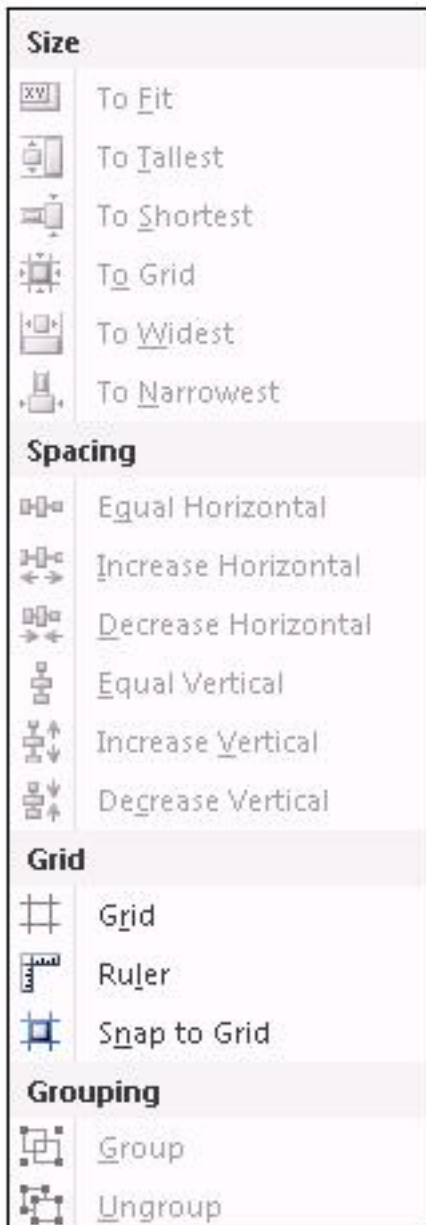 Size
XY
To Fit
To Tallest
To Shortest
To Grid
To Widest
To Narrowest
Spacing
Equal Horizontal
Increase Horizontal
Decrease Horizontal
Equal Vertical
Increase Vertical
Decrease Vertical
Grid
Grid
Ruler
Snap to Grid
Grouping
Group
Ungroup